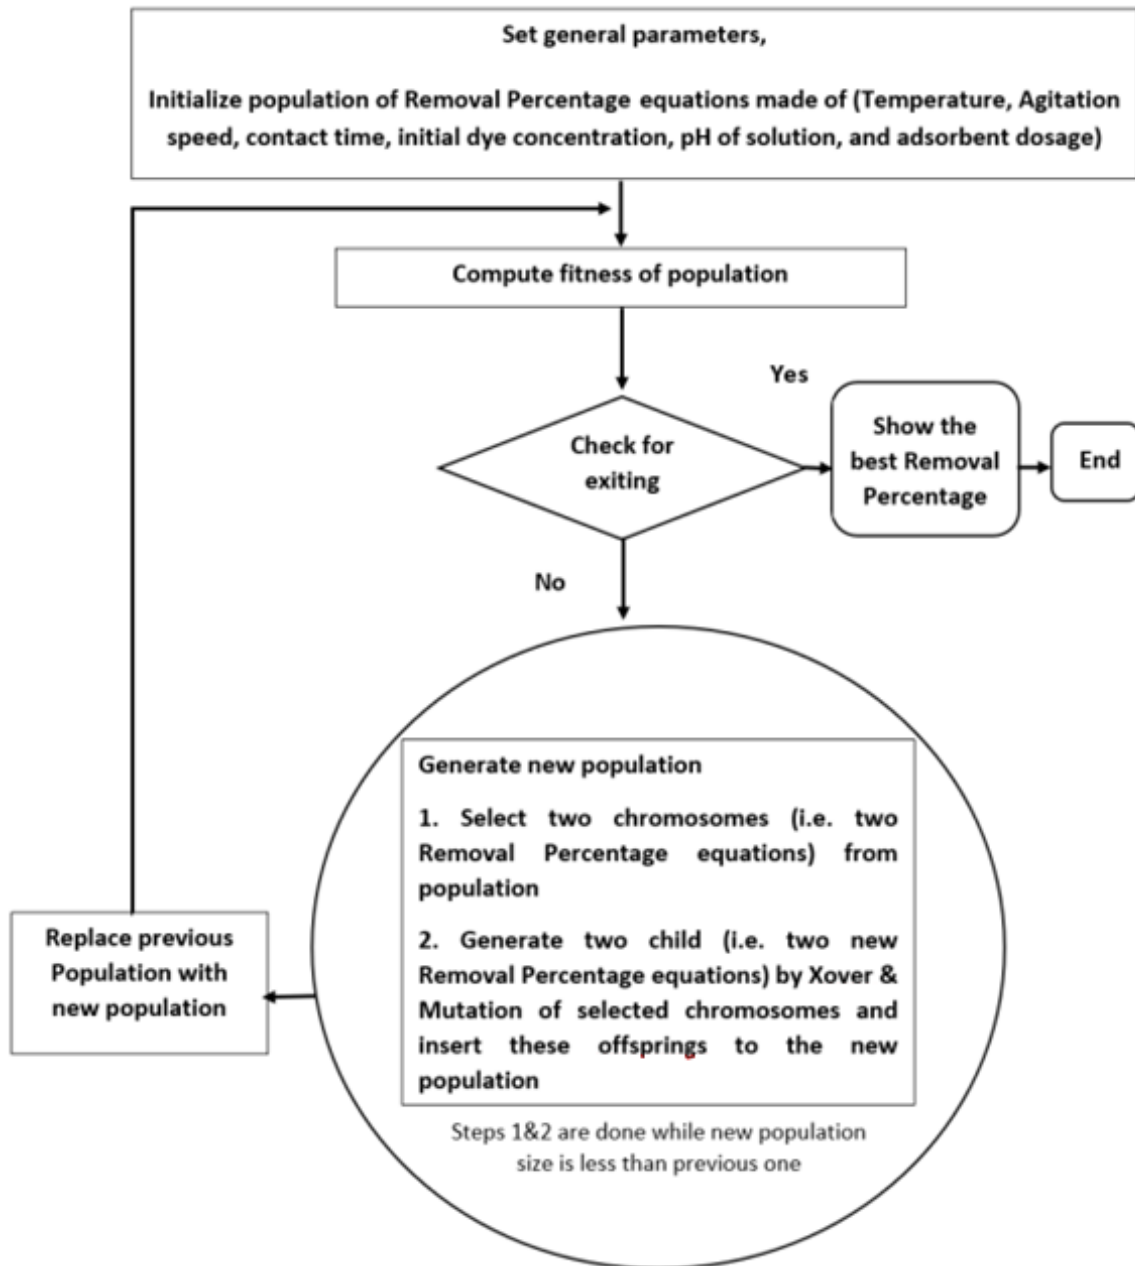 Set general parameters,
Initialize population of Removal Percentage equations made of (Temperature, Agitation
speed, contact time, initial dye concentration, pH of solution, and adsorbent dosage)
Compute fitness of population
Yes
Check for
exiting
Show the
best Removal
Percentage
End
No
Generate new population
1. Select two chromosomes (i.e. two
Removal Percentage equations) from
population
2. Generate two child (i.e. two new
Removal Percentage equations) by Xover &
Mutation of selected chromosomes and
insert these offsprings to the new
population
Steps 1&2 are done while new population
size is less than previous one
Replace previous
Population with
new population